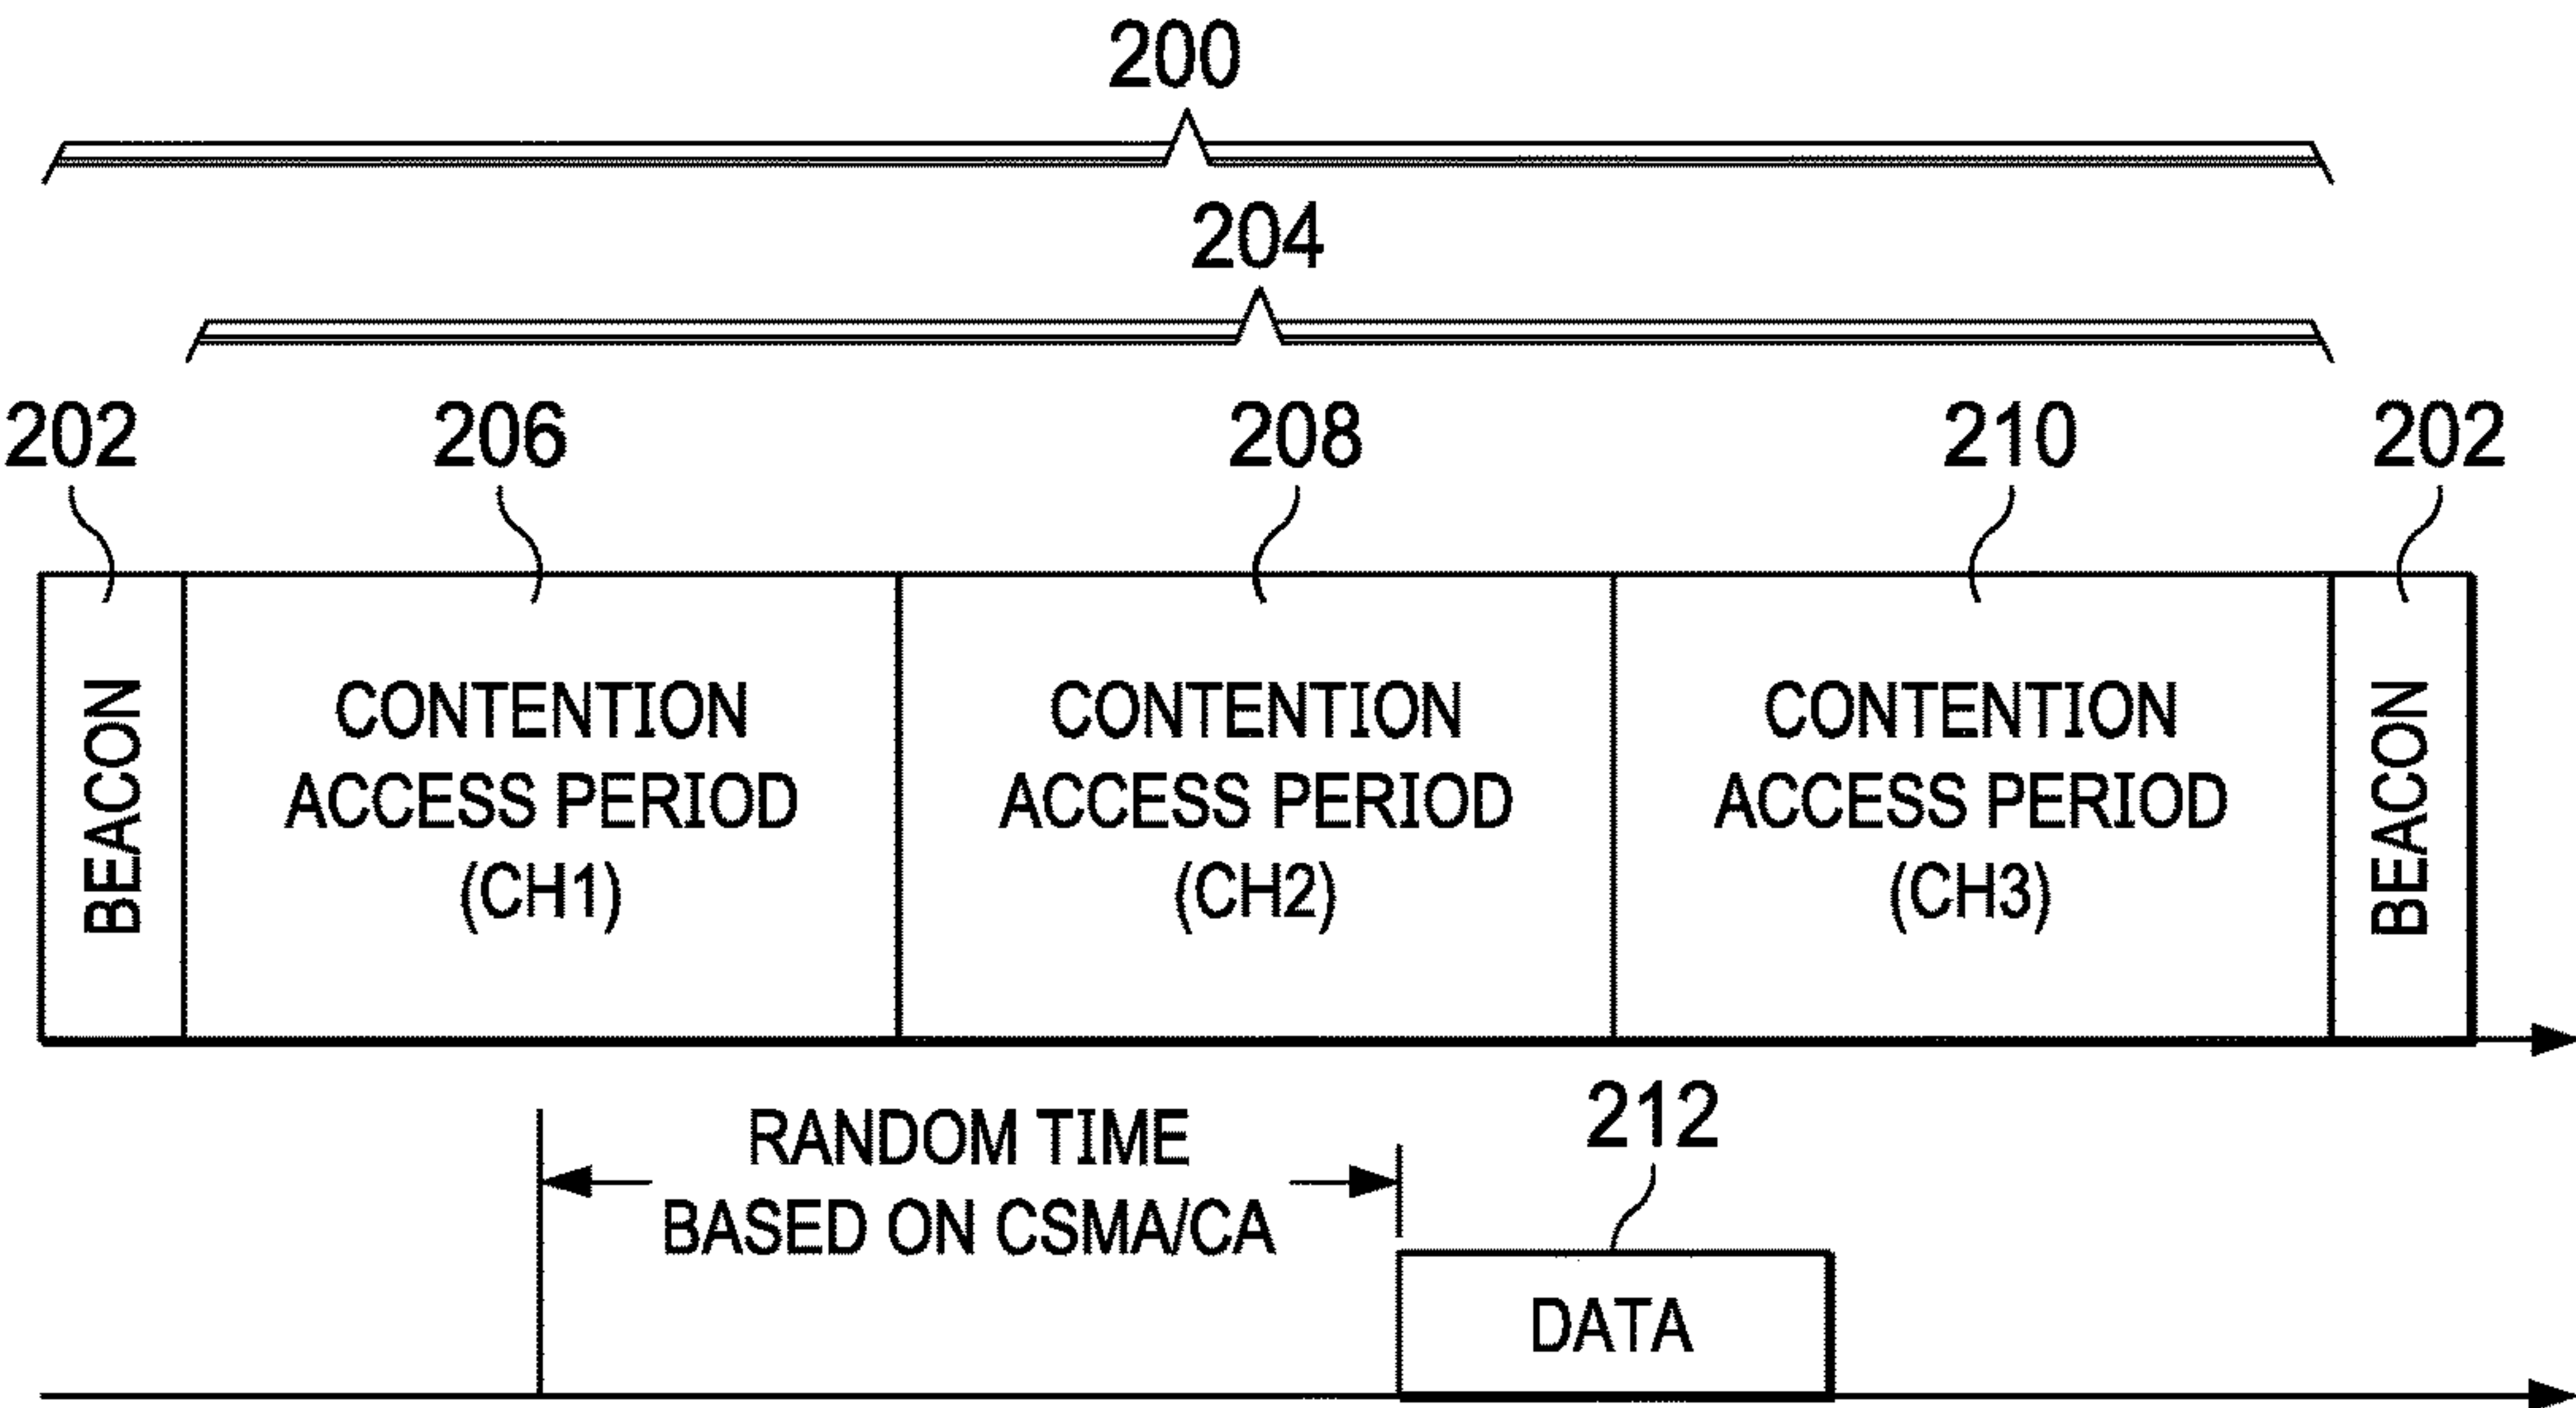 200
204
202
206
208
210
202
BEACON
CONTENTION
ACCESS PERIOD
(CH1)
CONTENTION
ACCESS PERIOD
(CH2)
CONTENTION
ACCESS PERIOD
(CH3)
BEACON
RANDOM TIME
BASED ON CSMA/CA
212
DATA